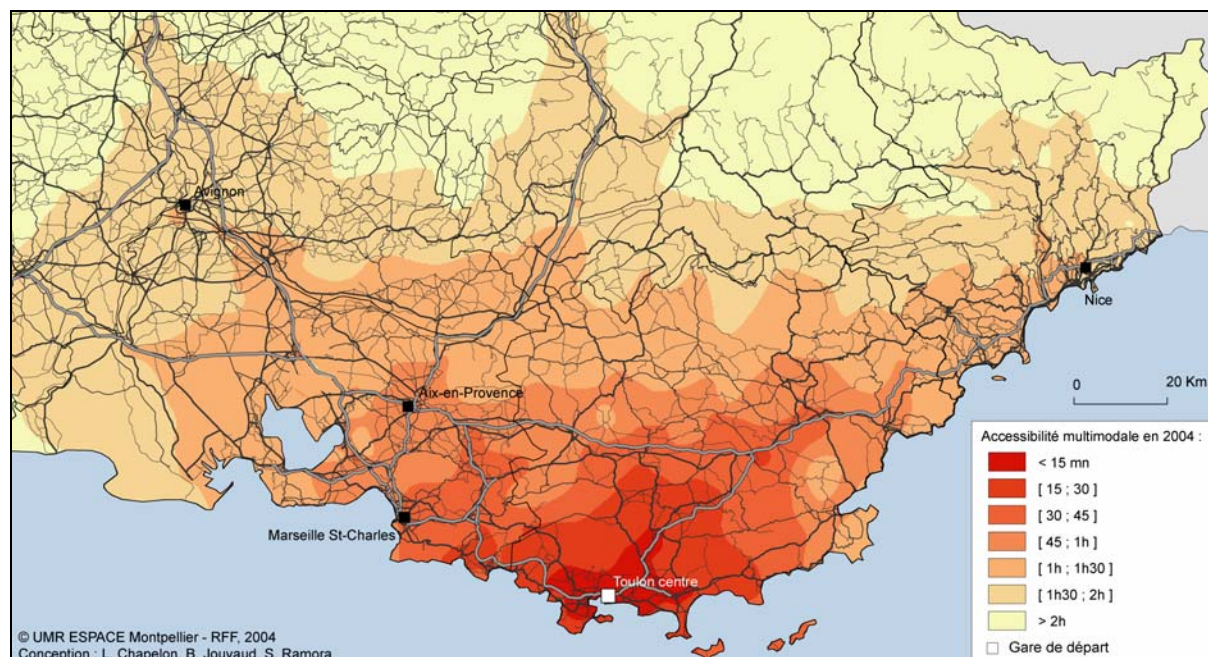 Avignon
Nice
Aix-en-Provence
0 20 Km
Marseille St-Charles
Toulon centre
Accessibilité multimodale en 2004 :
< 15 mn
[ 15 ; 30 ]
[ 30 ; 45 ]
[ 45 ; 1h ]
[ 1h ; 1h30 ]
[ 1h30 ; 2h ]
> 2h
Gare de départ
© UMR ESPACE Montpellier - RFF, 2004
Conception : L. Chapelon, B. Jouvaud, S. Ramora